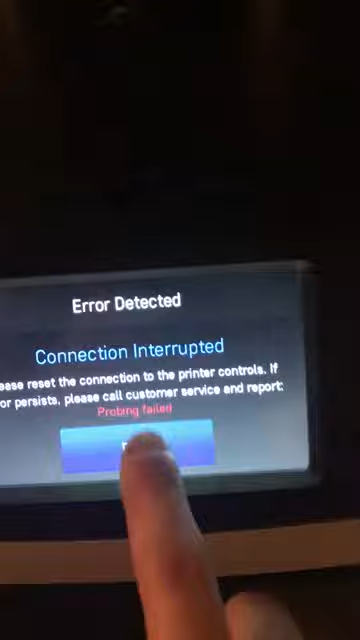 Error Detected
Connection Interrupted
ease reset the connection to the printer controls. If
or persists, please call customer service and report:
Probing failed